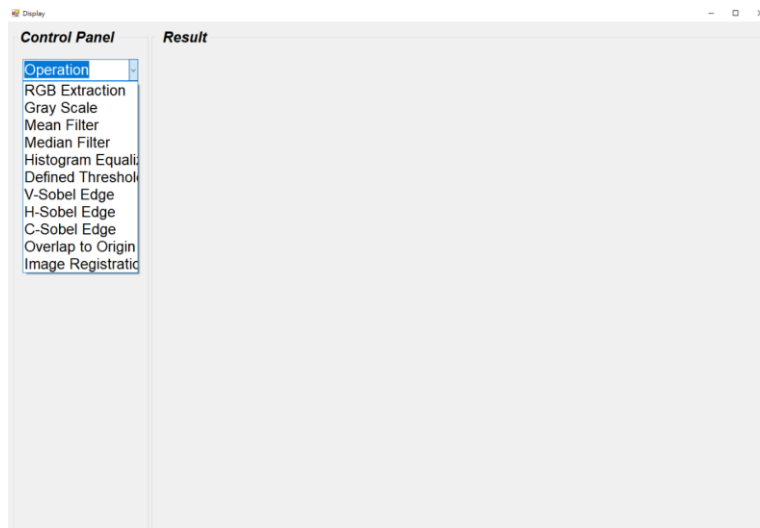 Display
Control Panel
Result
Operation
RGB Extraction
Gray Scale
Mean Filter
Median Filter
Histogram Equali
Defined Threshol
V-Sobel Edge
H-Sobel Edge
C-Sobel Edge
Overlap to Origin
Image Registratio